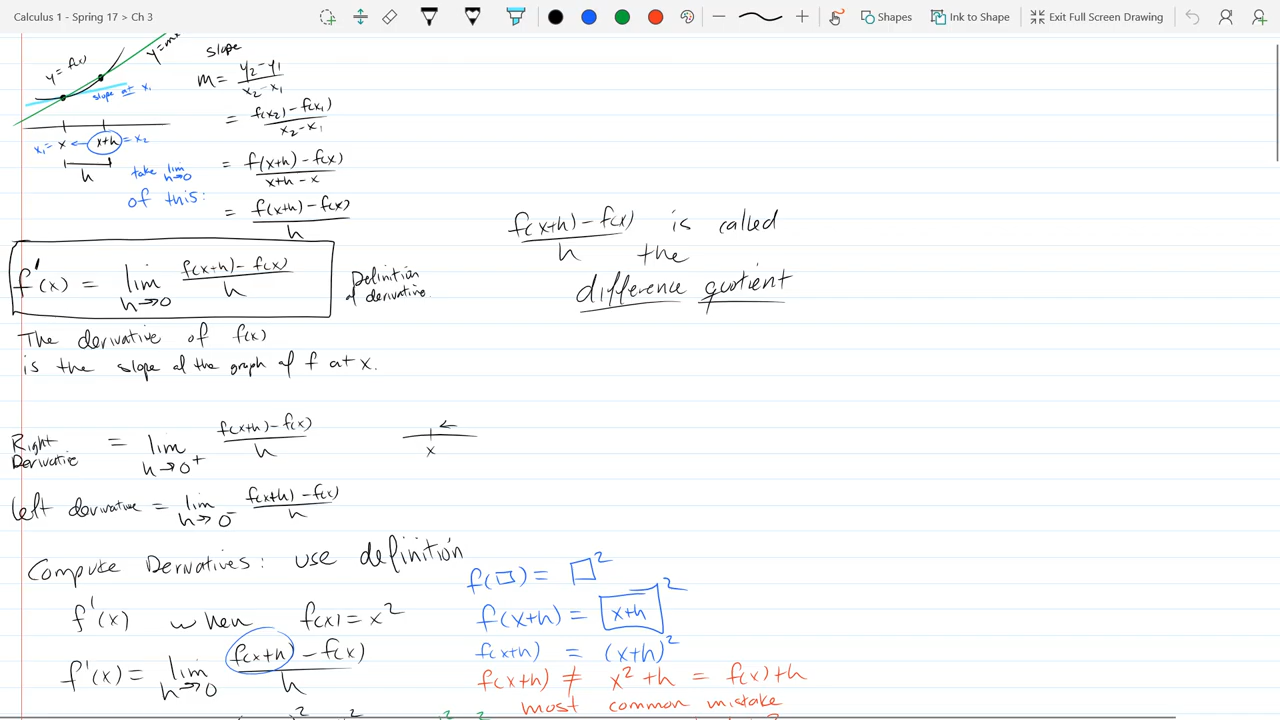 Calculus 1 - Spring 17 > Ch 3
Shapes
Ink to Shape
Exit Full Screen Drawing
y = f(x)
y = mx
slope at x₁
x₁ = x
x+h = x₂
h
take lim h→0
of this:
slope
m = (y₂ - y₁)/(x₂ - x₁)
= (f(x₂) - f(x₁))/(x₂ - x₁)
= (f(x+h) - f(x))/(x+h - x)
= (f(x+h) - f(x))/h
f'(x) = lim h→0 (f(x+h) - f(x))/h
Definition
of derivative.
(f(x+h) - f(x))/h is called
the
difference quotient
The derivative of f(x)
is the slope of the graph of f at x.
Right Derivative = lim h→0⁺ (f(x+h) - f(x))/h
x
Left derivative = lim h→0⁻ (f(x+h) - f(x))/h
Compute Derivatives: use definition
f'(x) when f(x) = x²
f'(x) = lim h→0 (f(x+h) - f(x))/h
f(□) = □²
f(x+h) = [x+h]²
f(x+h) = (x+h)²
f(x+h) ≠ x² + h = f(x) + h
most common mistake